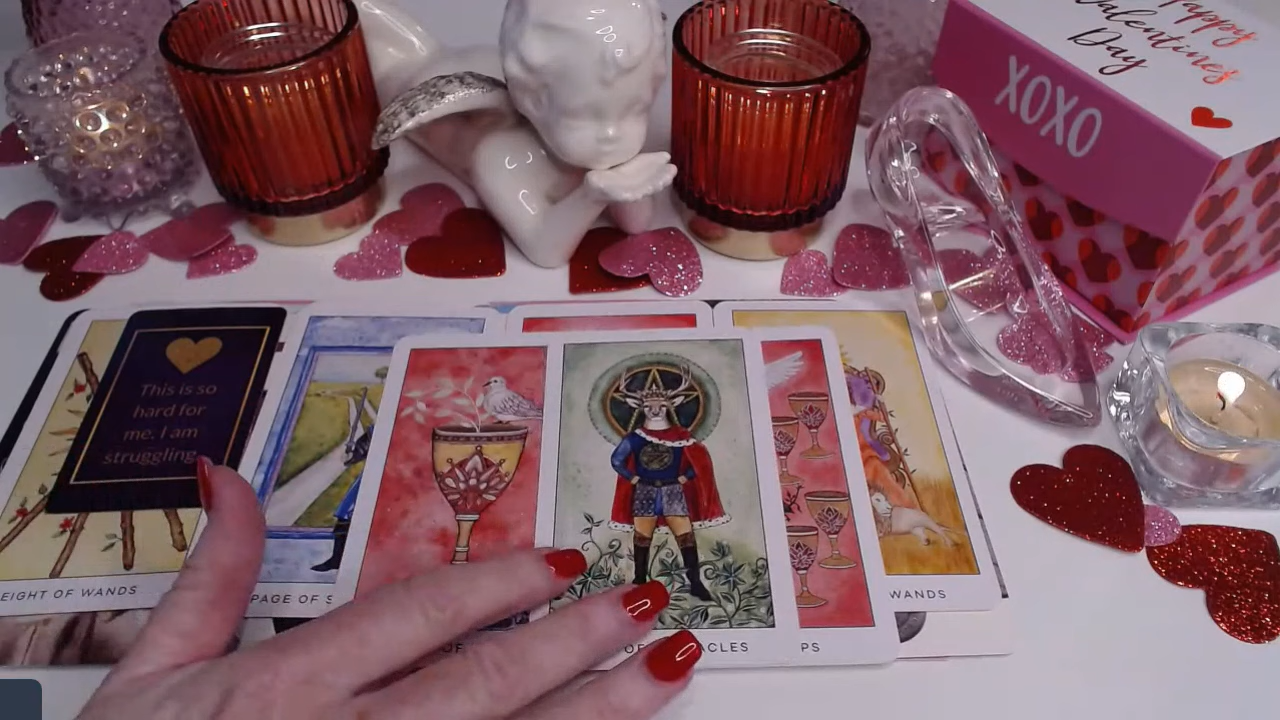 Happy
Valentines
Day
XOXO
This is so
hard for
me. I am
struggling.
EIGHT OF WANDS
PAGE OF S
OF
OF
ACLES
PS
WANDS